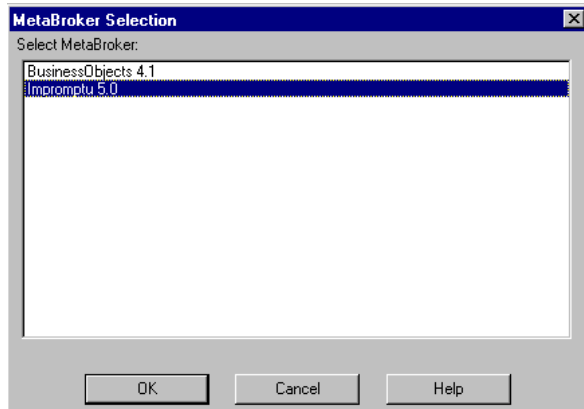 MetaBroker Selection
Select MetaBroker:
BusinessObjects 4.1
Impromptu 5.0
OK Cancel Help